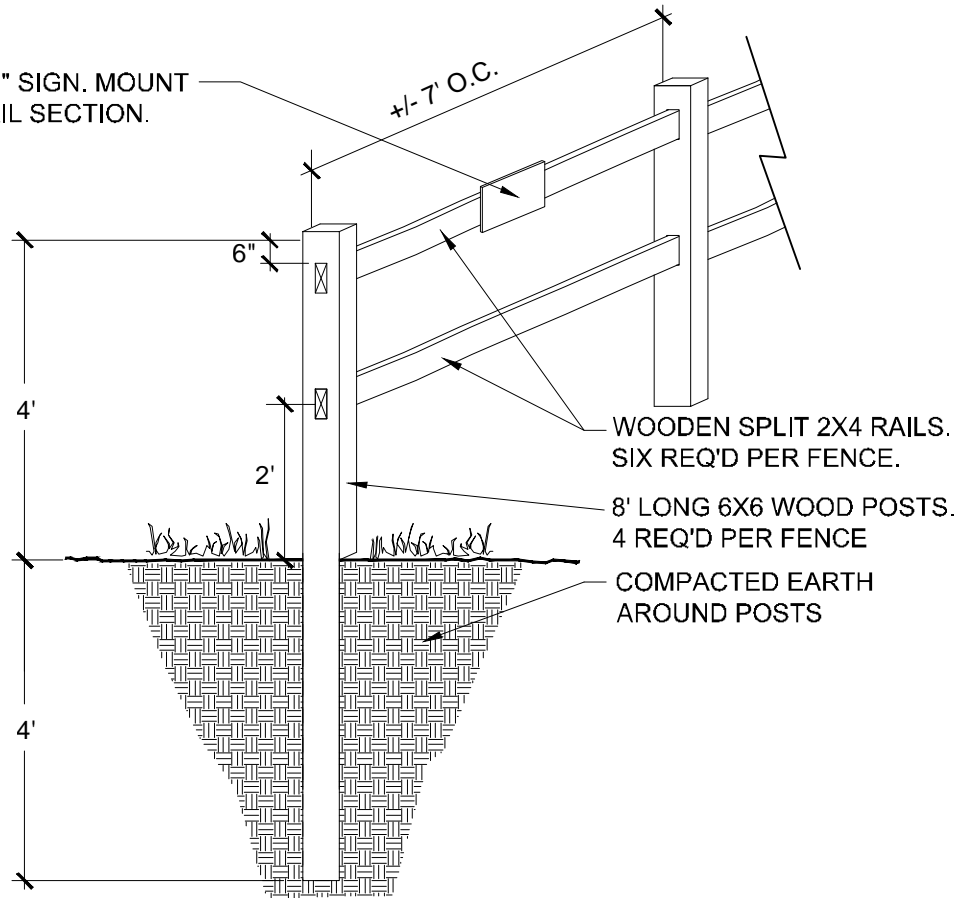 " SIGN. MOUNT
IL SECTION.
+/- 7' O.C.
6"
4'
2'
WOODEN SPLIT 2X4 RAILS.
SIX REQ'D PER FENCE.
8' LONG 6X6 WOOD POSTS.
4 REQ'D PER FENCE
COMPACTED EARTH
AROUND POSTS
4'